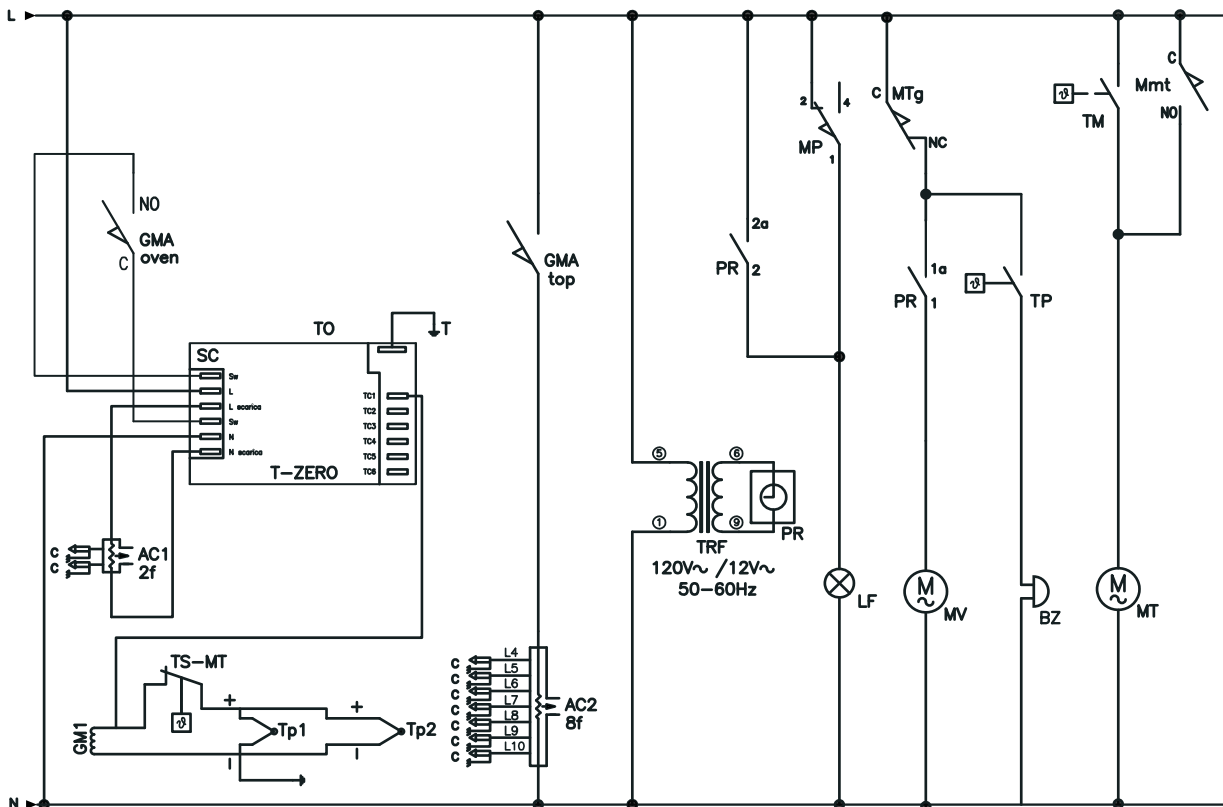 L
C
2
4
C MTg
Mmt
TM
NO
MP
1
NC
NO
GMA
oven
C
2a
PR 2
GMA
top
1a
PR 1
TP
TO
T
SC
Sw
L
L scarica
Sw
N
N scarica
TC1
TC2
TC3
TC4
TC5
TC6
T-ZERO
5
6
1
9
PR
TRF
120V~ /12V~
50-60Hz
C
C
AC1
2f
LF
M
MV
BZ
M
MT
TS-MT
GM1
+
+
Tp1
Tp2
-
-
C
C
C
C
C
C
C
L4
L5
L6
L7
L8
L9
L10
AC2
8f
N